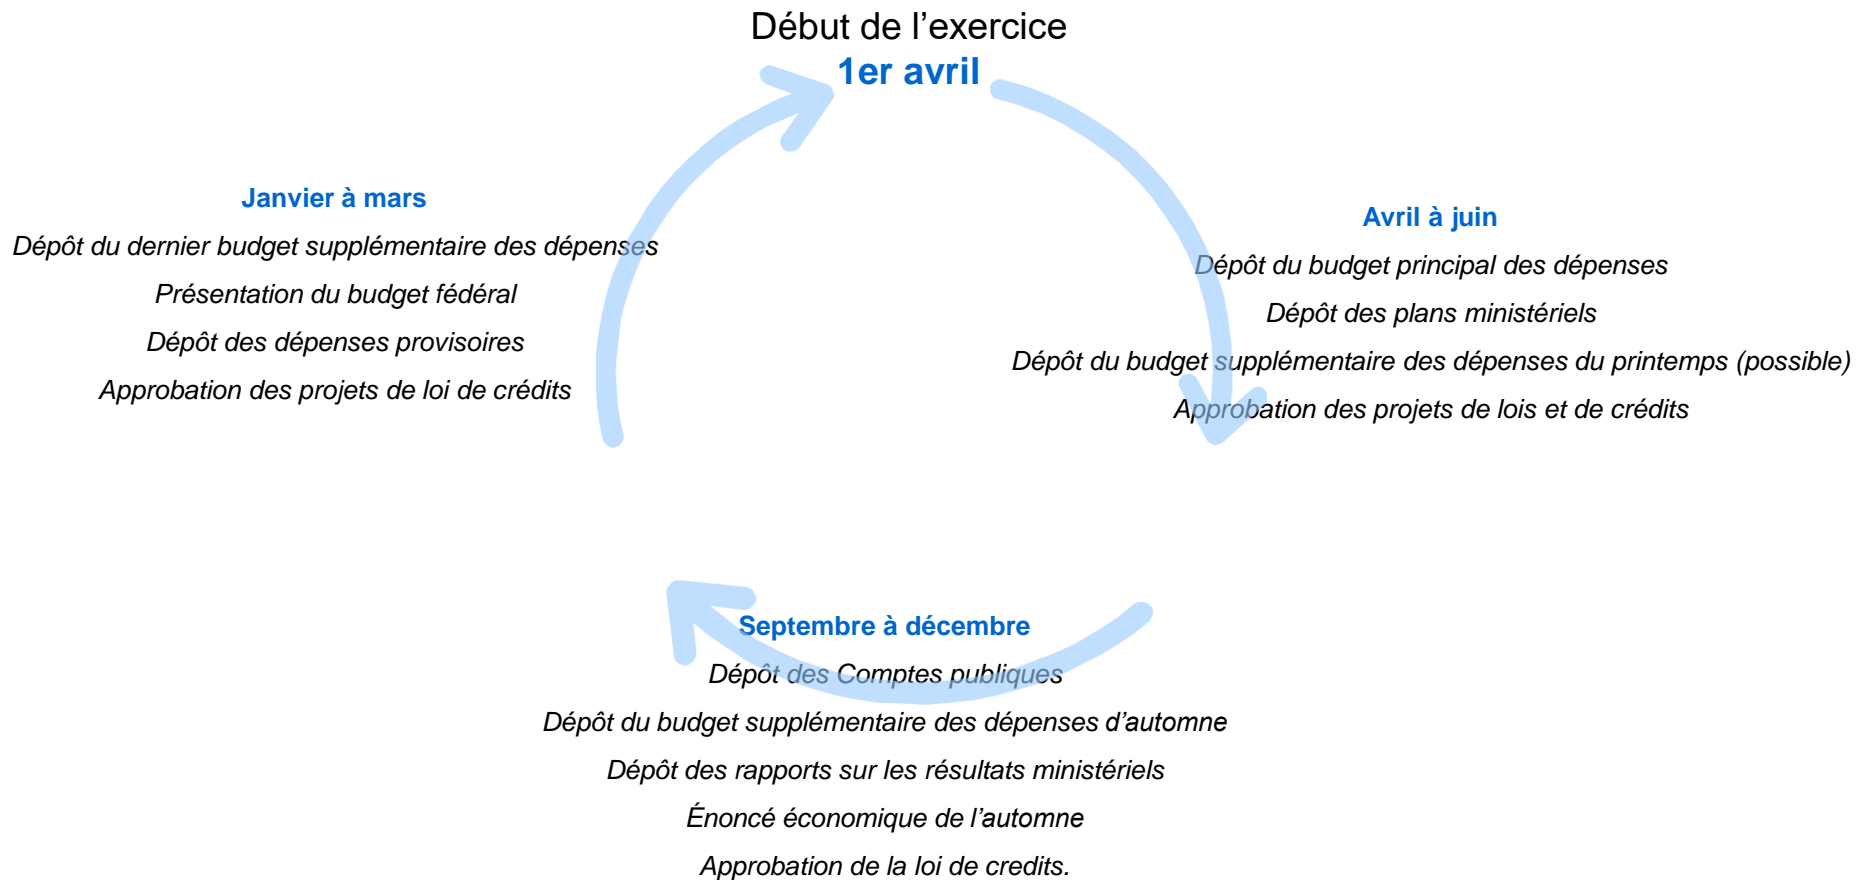 Début de l’exercice
1er avril
Janvier à mars
Dépôt du dernier budget supplémentaire des dépenses
Présentation du budget fédéral
Dépôt des dépenses provisoires
Approbation des projets de loi de crédits
Avril à juin
Dépôt du budget principal des dépenses
Dépôt des plans ministériels
Dépôt du budget supplémentaire des dépenses du printemps (possible)
Approbation des projets de lois et de crédits
Septembre à décembre
Dépôt des Comptes publiques
Dépôt du budget supplémentaire des dépenses d’automne
Dépôt des rapports sur les résultats ministériels
Énoncé économique de l’automne
Approbation de la loi de credits.